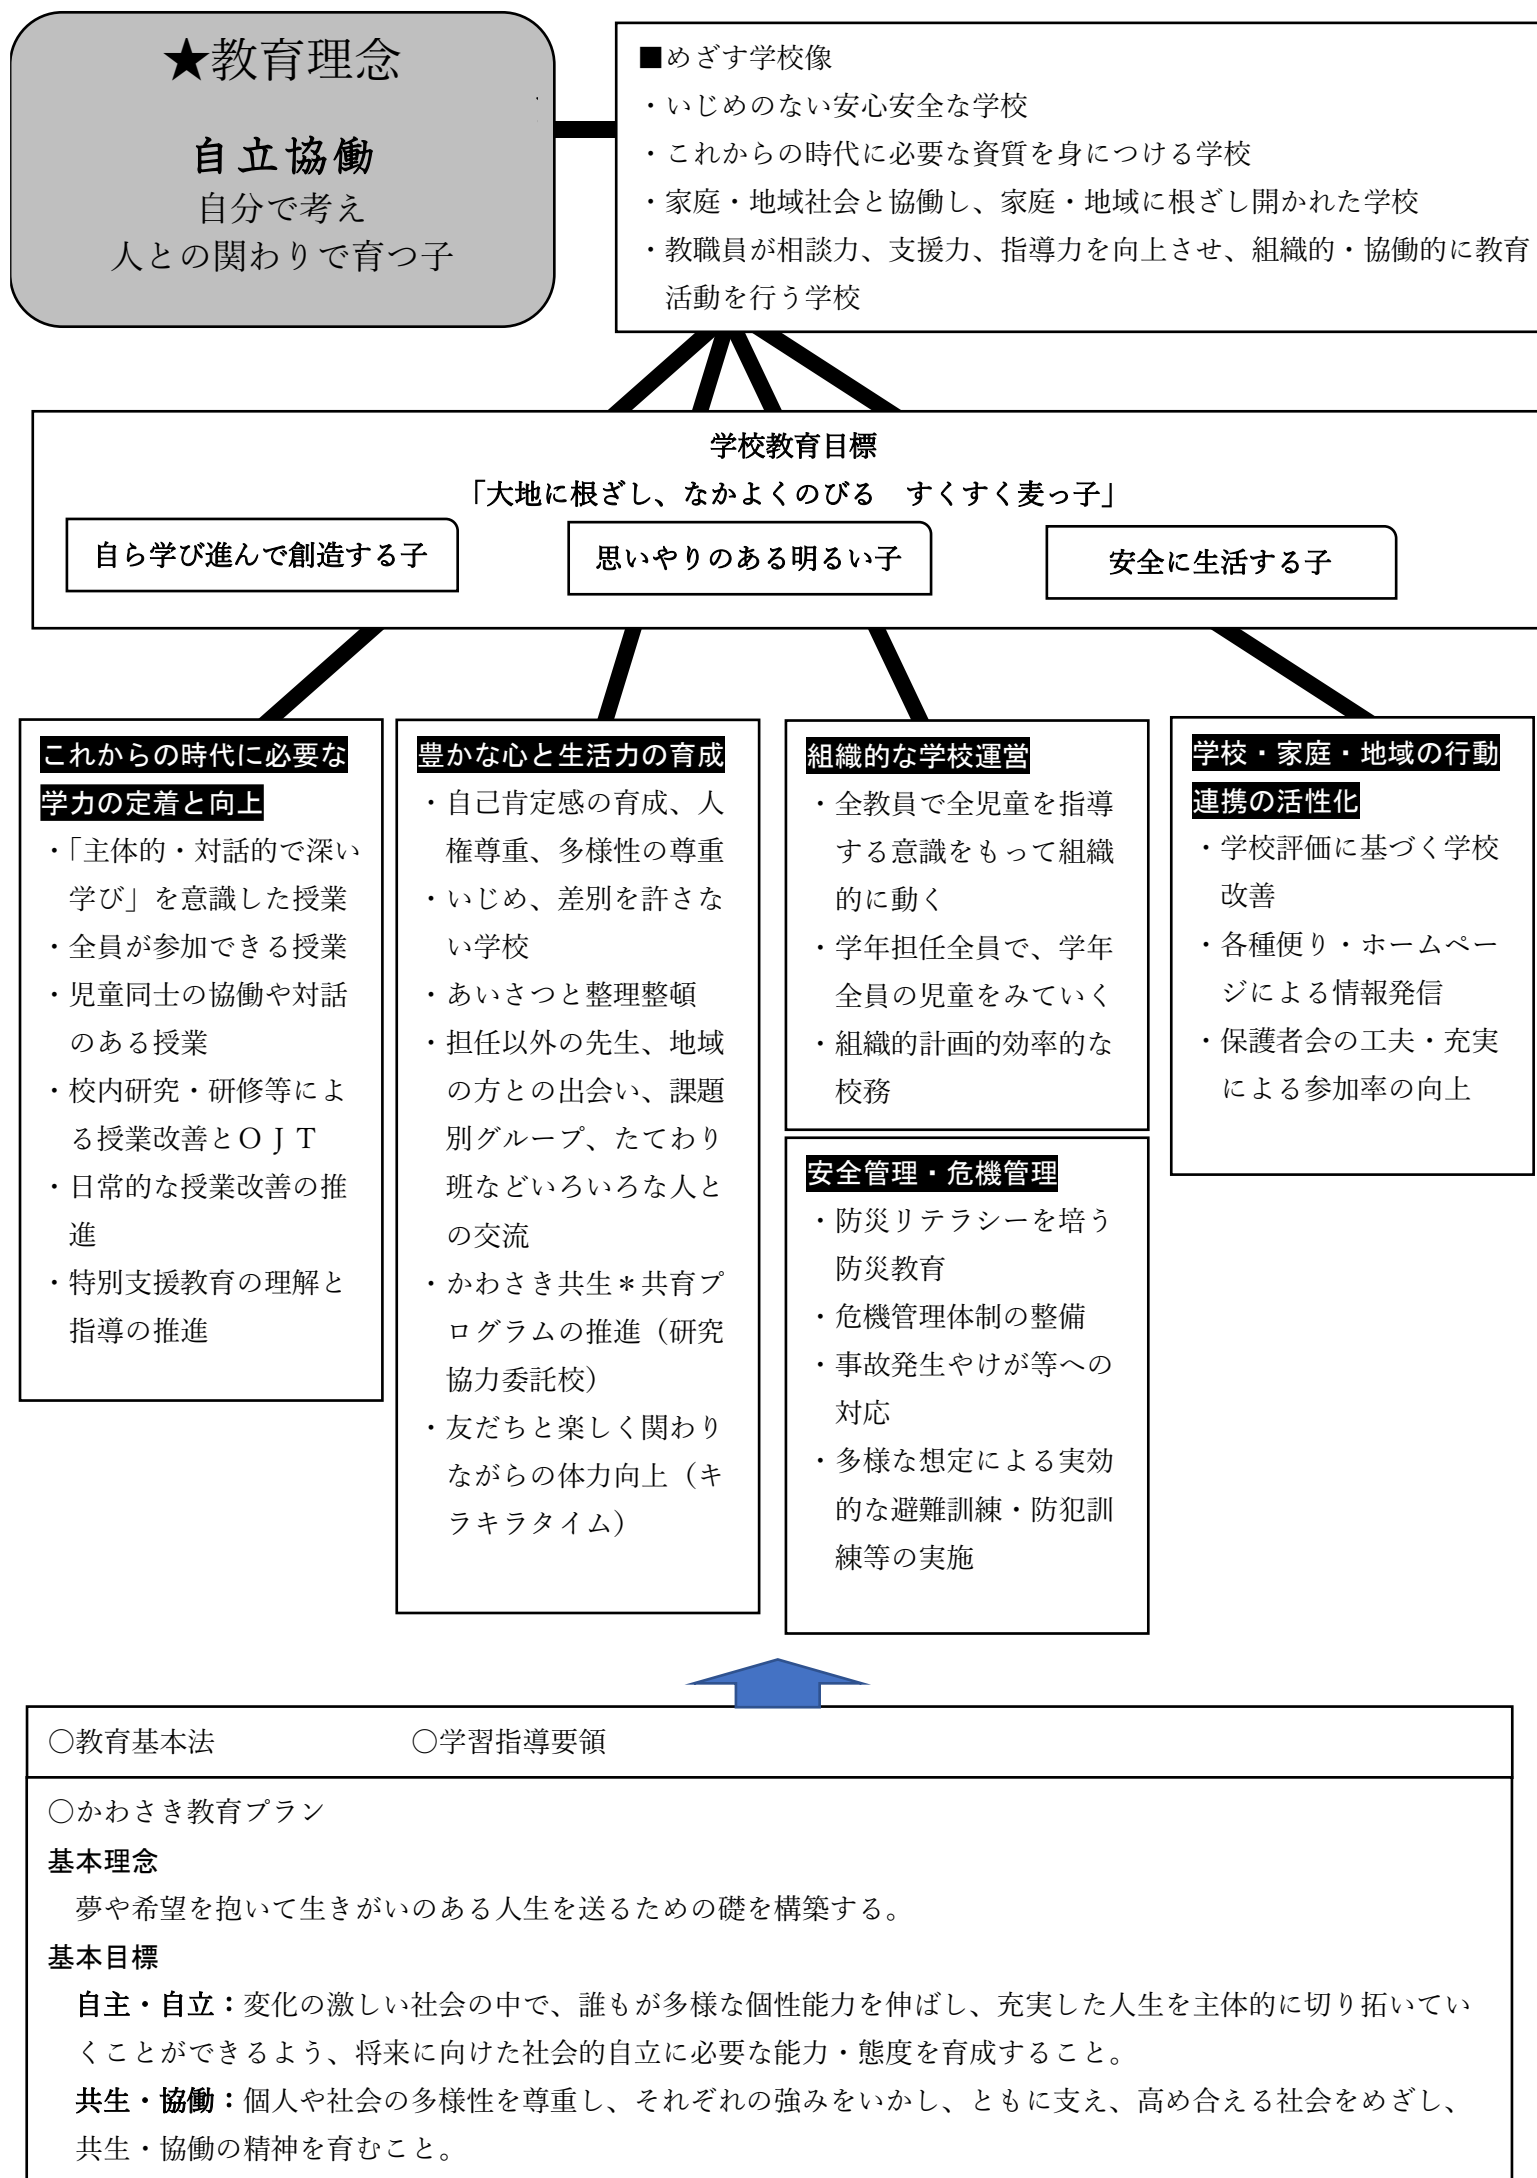 ★教育理念
自立協働
自分で考え
人との関わりで育つ子
■めざす学校像
・いじめのない安心安全な学校
・これからの時代に必要な資質を身につける学校
・家庭・地域社会と協働し、家庭・地域に根ざし開かれた学校
・教職員が相談力、支援力、指導力を向上させ、組織的・協働的に教育
活動を行う学校
学校教育目標
「大地に根ざし、なかよくのびる　すくすく麦っ子」
自ら学び進んで創造する子
思いやりのある明るい子
安全に生活する子
これからの時代に必要な
学力の定着と向上
・「主体的・対話的で深い
学び」を意識した授業
・全員が参加できる授業
・児童同士の協働や対話
のある授業
・校内研究・研修等によ
る授業改善とＯＪＴ
・日常的な授業改善の推
進
・特別支援教育の理解と
指導の推進
豊かな心と生活力の育成
・自己肯定感の育成、人
権尊重、多様性の尊重
・いじめ、差別を許さな
い学校
・あいさつと整理整頓
・担任以外の先生、地域
の方との出会い、課題
別グループ、たてわり
班などいろいろな人と
の交流
・かわさき共生＊共育プ
ログラムの推進（研究
協力委託校）
・友だちと楽しく関わり
ながらの体力向上（キ
ラキラタイム）
組織的な学校運営
・全教員で全児童を指導
する意識をもって組織
的に動く
・学年担任全員で、学年
全員の児童をみていく
・組織的計画的効率的な
校務
安全管理・危機管理
・防災リテラシーを培う
防災教育
・危機管理体制の整備
・事故発生やけが等への
対応
・多様な想定による実効
的な避難訓練・防犯訓
練等の実施
学校・家庭・地域の行動
連携の活性化
・学校評価に基づく学校
改善
・各種便り・ホームペー
ジによる情報発信
・保護者会の工夫・充実
による参加率の向上
○教育基本法　　　　　　　○学習指導要領
○かわさき教育プラン
基本理念
夢や希望を抱いて生きがいのある人生を送るための礎を構築する。
基本目標
自主・自立：変化の激しい社会の中で、誰もが多様な個性能力を伸ばし、充実した人生を主体的に切り拓いてい
くことができるよう、将来に向けた社会的自立に必要な能力・態度を育成すること。
共生・協働：個人や社会の多様性を尊重し、それぞれの強みをいかし、ともに支え、高め合える社会をめざし、
共生・協働の精神を育むこと。